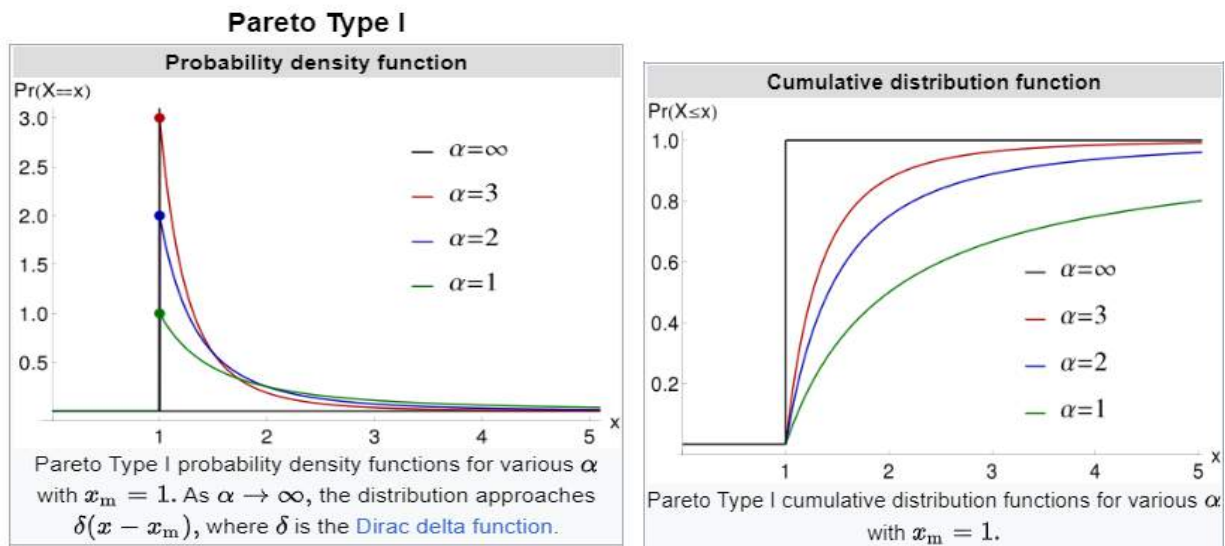 Pareto Type I
Probability density function
Pr(X==x)
3.0
2.5
2.0
1.5
1.0
0.5
α=∞
α=3
α=2
α=1
1 2 3 4 5 x
Pareto Type I probability density functions for various α
with xₘ = 1. As α → ∞, the distribution approaches
δ(x − xₘ), where δ is the Dirac delta function.
Cumulative distribution function
Pr(X≤x)
1.0
0.8
0.6
0.4
0.2
α=∞
α=3
α=2
α=1
1 2 3 4 5 x
Pareto Type I cumulative distribution functions for various α
with xₘ = 1.